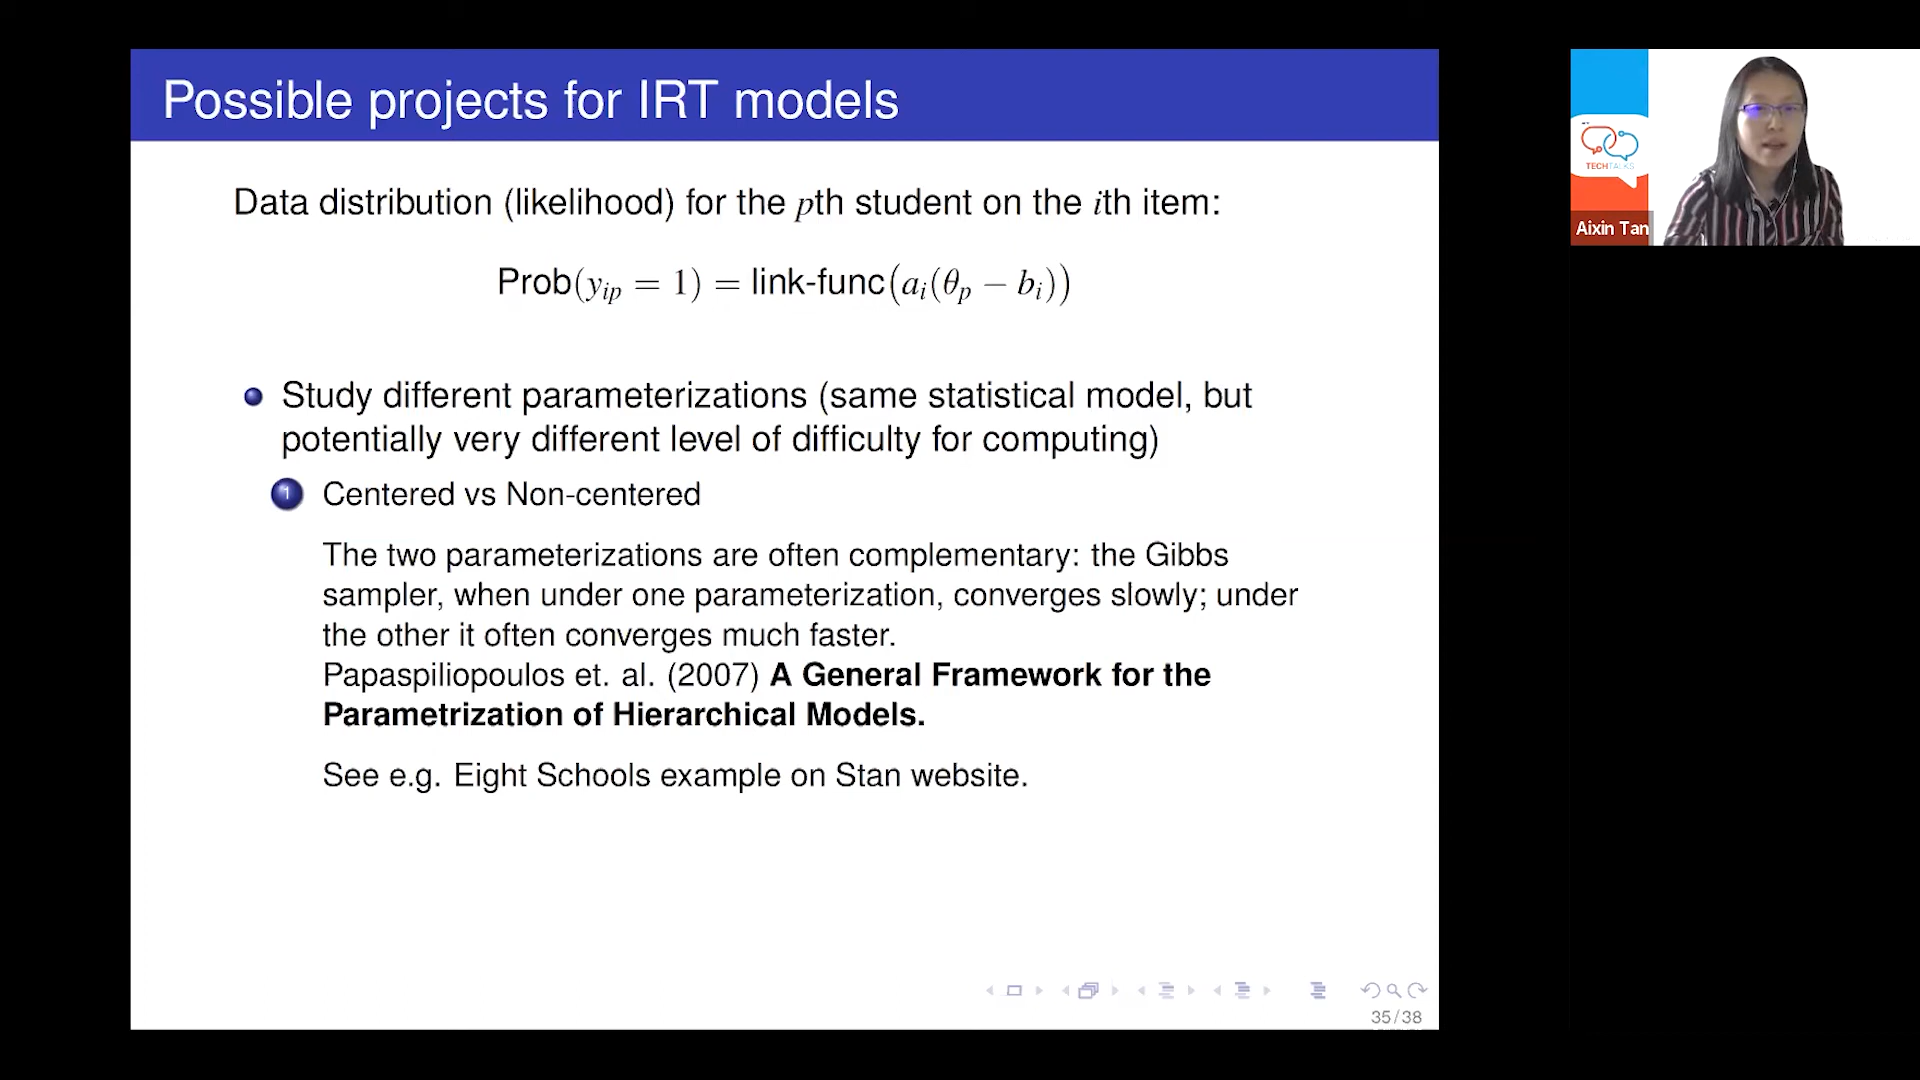 Possible projects for IRT models
Data distribution (likelihood) for the pth student on the ith item:
Prob(y_{ip} = 1) = link-func(a_i(θ_p − b_i))
Study different parameterizations (same statistical model, but
potentially very different level of difficulty for computing)
1 Centered vs Non-centered
The two parameterizations are often complementary: the Gibbs
sampler, when under one parameterization, converges slowly; under
the other it often converges much faster.
Papaspiliopoulos et. al. (2007) A General Framework for the
Parametrization of Hierarchical Models.
See e.g. Eight Schools example on Stan website.
35/38
TECHTALKS
Aixin Tan